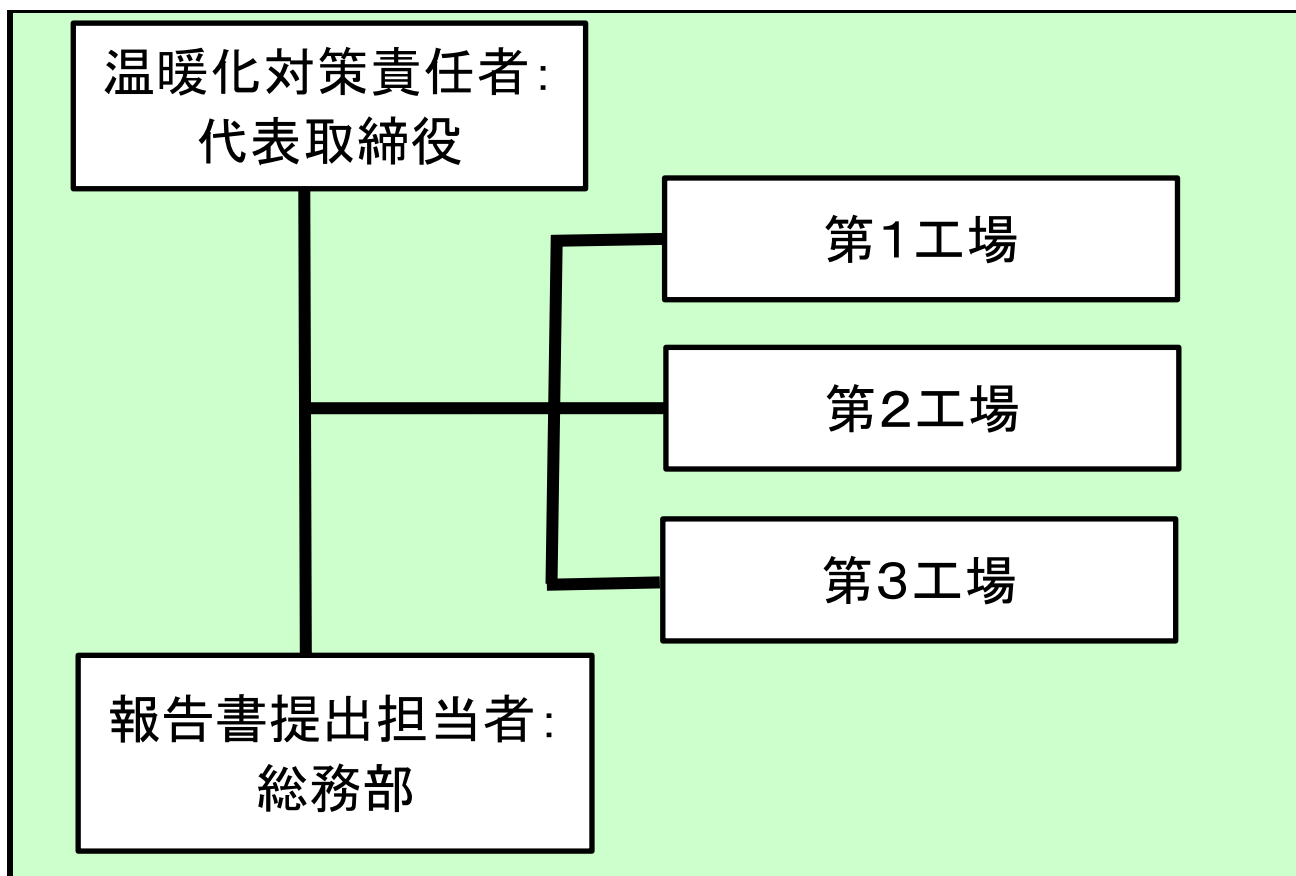 温暖化対策責任者：
代表取締役
第１工場
第２工場
第３工場
報告書提出担当者：
総務部